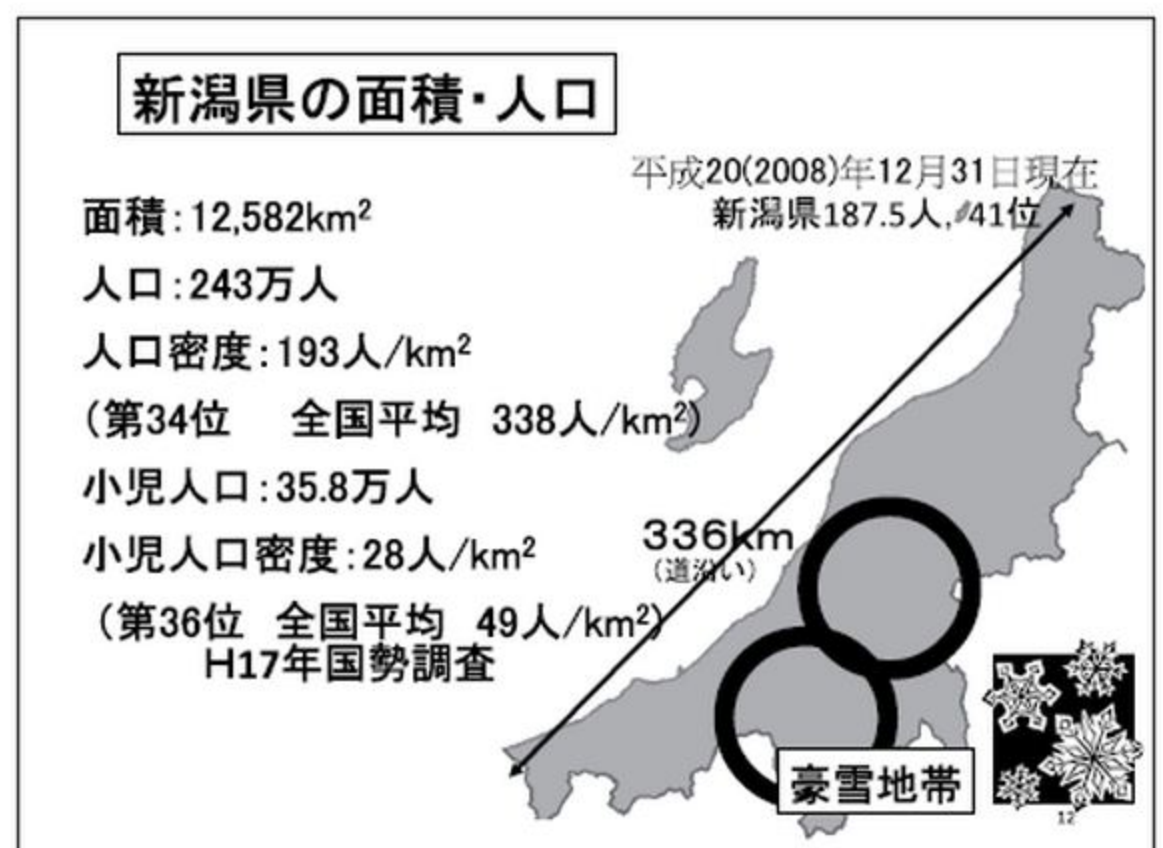 新潟県の面積・人口
平成20(2008)年12月31日現在
新潟県187.5人, 41位
面積：12,582km²
人口：243万人
人口密度：193人/km²
（第34位　全国平均　338人/km²）
小児人口：35.8万人
小児人口密度：28人/km²
（第36位　全国平均　49人/km²）
H17年国勢調査
336km
（道沿い）
豪雪地帯
12